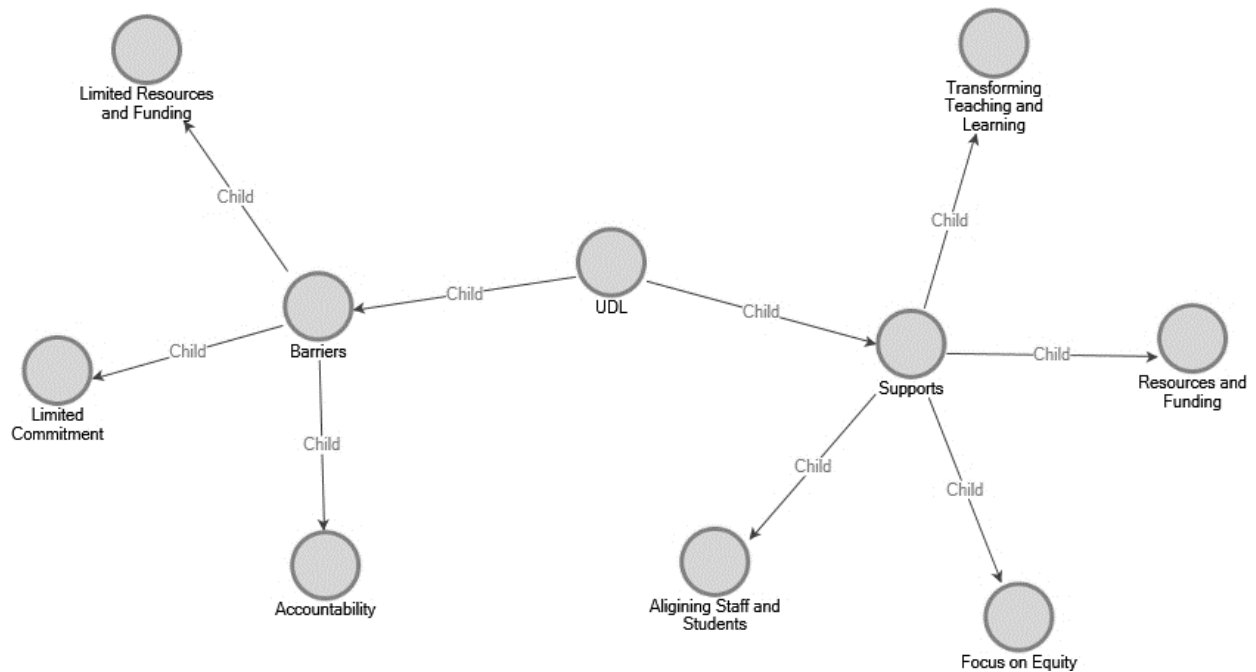 Limited Resources
and Funding
Transforming
Teaching and
Learning
Child
Child
UDL
Child
Child
Barriers
Child
Supports
Child
Resources and
Funding
Limited
Commitment
Child
Child
Child
Accountability
Aligining Staff and
Students
Focus on Equity